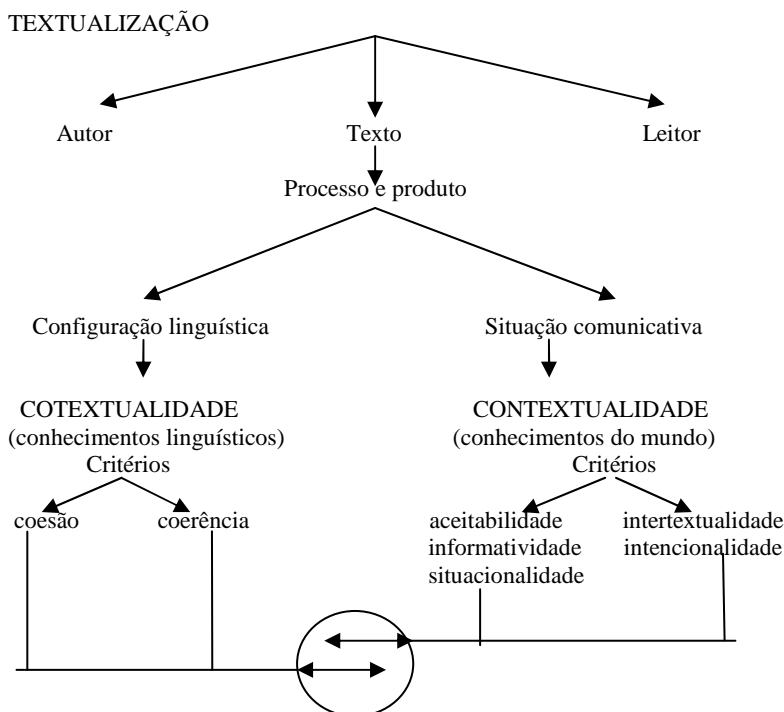 TEXTUALIZAÇÃO
Autor
Texto
Leitor
Processo e produto
Configuração linguística
Situação comunicativa
COTEXTUALIDADE
(conhecimentos linguísticos)
Critérios
coesão
coerência
CONTEXTUALIDADE
(conhecimentos do mundo)
Critérios
aceitabilidade
informatividade
situacionalidade
intertextualidade
intencionalidade